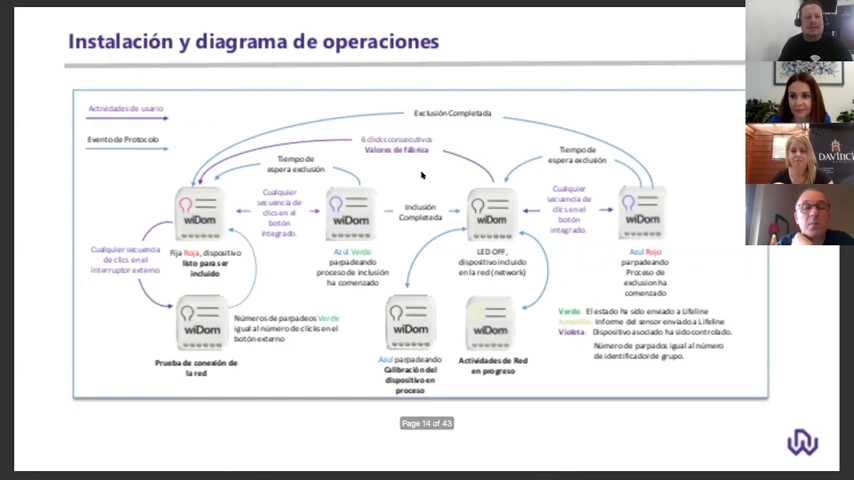 Instalación y diagrama de operaciones
Actividades de usuario
Exclusión Completada
Evento de Protocolo
6 clicks consecutivos
Valores de fábrica
Tiempo de
espera exclusión
Tiempo de
espera exclusión
Cualquier
secuencia de
clics en el
botón
integrado.
Inclusión
Completeda
Cualquier
secuencia de
clics en el
botón
integrado.
wiDom
wiDom
wiDom
wiDom
Cualquier secuencia
de clics en el
interruptor externo
Fija Roja, dispositivo
listo para ser
incluido
Azul Verde
parpadeando
proceso de inclusión
ha comenzado
LED OFF,
dispositivo incluido
en la red (network)
Azul Rojo
parpadeando
Proceso de
exclusion ha
comenzado
wiDom
Números de parpadeos Verde
igual al número de clicks en el
botón externo
wiDom
wiDom
Prueba de conexión de
la red
Azul parpadeando
Calibración del
dispositivo en
proceso
Actividades de Red
en progreso
Verde: El estado ha sido enviado a Lifeline
Amarillo: Informe del sensor enviado a Lifeline
Violeta: Dispositivo asociado ha sido controlado.
Número de parpados igual al número
de identificador de grupo.
Page 14 of 43
DAVINCI